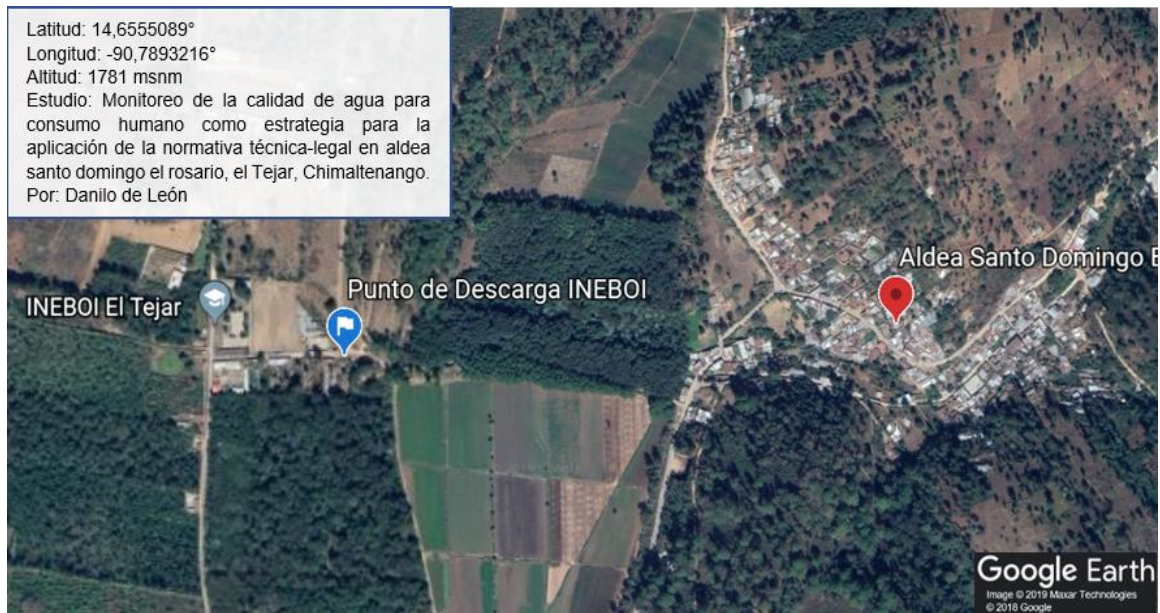 Latitud: 14,6555089°
Longitud: -90,7893216°
Altitud: 1781 msnm
Estudio: Monitoreo de la calidad de agua para
consumo humano como estrategia para la
aplicación de la normativa técnica-legal en aldea
santo domingo el rosario, el Tejar, Chimaltenango.
Por: Danilo de León
Aldea Santo Domingo E
INEBOI El Tejar
Punto de Descarga INEBOI
Google Earth
Image © 2019 Maxar Technologies
© 2018 Google